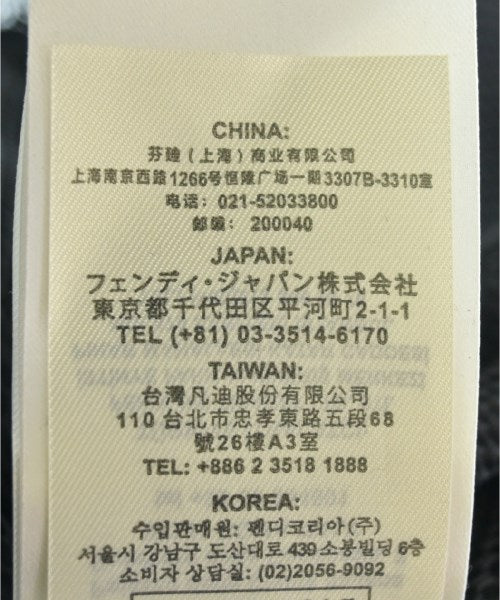 CHINA:
芬迪（上海）商业有限公司
上海南京西路1266号恒隆广场一期3307B-3310室
电话： 021-52033800
邮编： 200040
JAPAN:
フェンディ・ジャパン株式会社
東京都千代田区平河町2-1-1
TEL (+81) 03-3514-6170
TAIWAN:
台灣凡迪股份有限公司
110 台北市忠孝東路五段68
號26樓A3室
TEL: +886 2 3518 1888
KOREA:
수입판매원: 펜디코리아(주)
서울시 강남구 도산대로 439 소봉빌딩 6층
소비자 상담실: (02)2056-9092